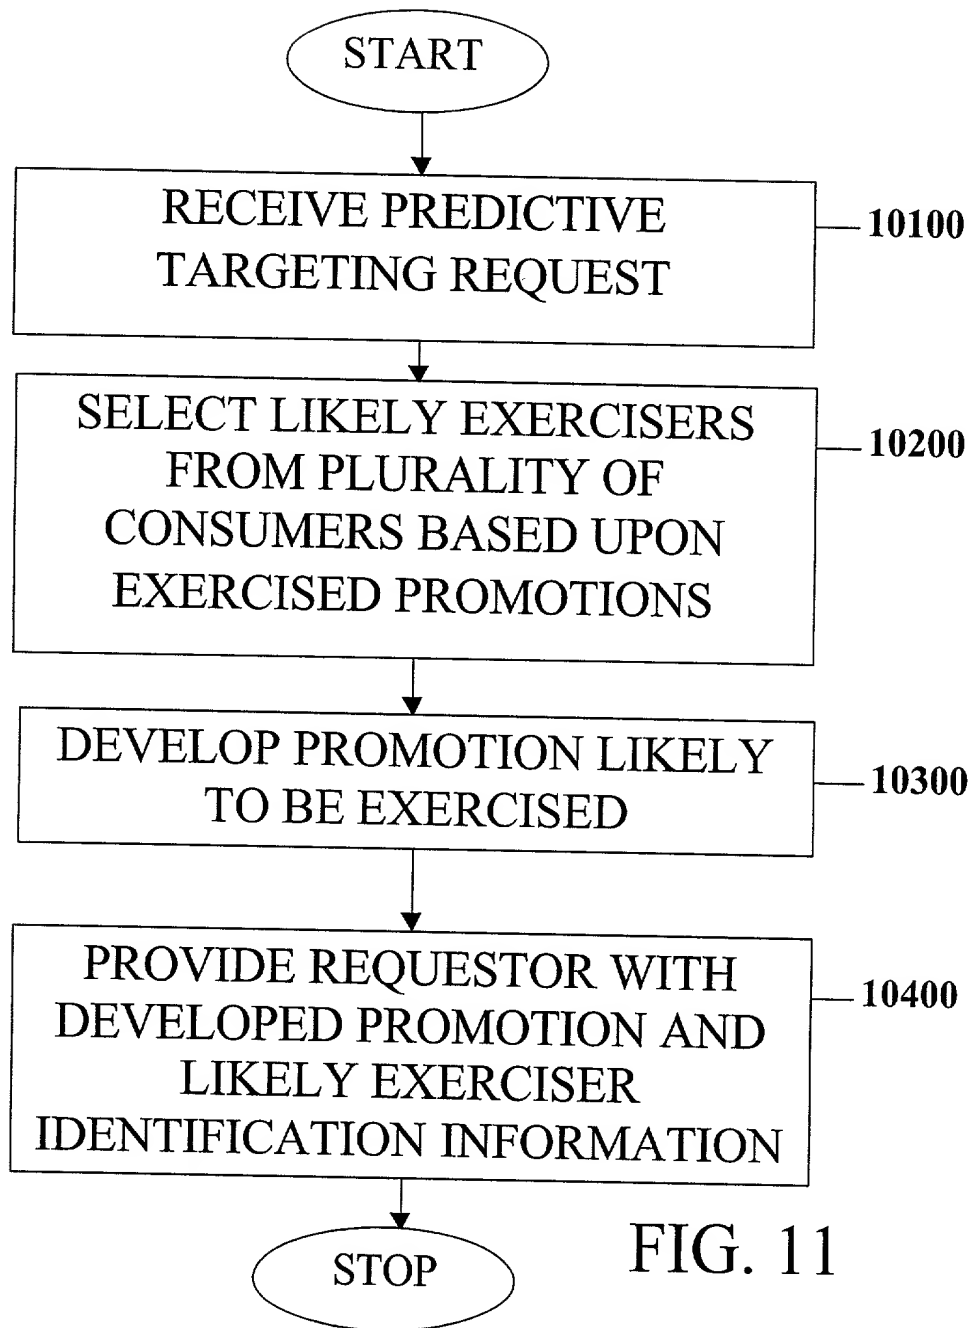 START
RECEIVE PREDICTIVE
TARGETING REQUEST
10100
SELECT LIKELY EXERCISERS
FROM PLURALITY OF
CONSUMERS BASED UPON
EXERCISED PROMOTIONS
10200
DEVELOP PROMOTION LIKELY
TO BE EXERCISED
10300
PROVIDE REQUESTOR WITH
DEVELOPED PROMOTION AND
LIKELY EXERCISER
IDENTIFICATION INFORMATION
10400
STOP
FIG. 11